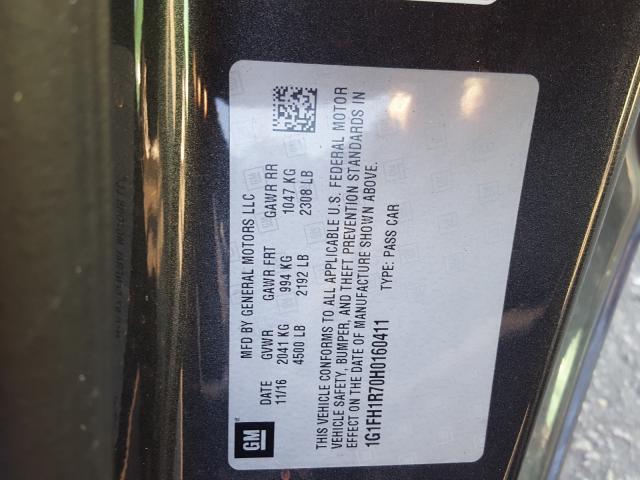 MFD BY GENERAL MOTORS LLC
DATE GVWR GAWR FRT GAWR RR
11/16 2041 KG 994 KG 1047 KG
4500 LB 2192 LB 2308 LB
THIS VEHICLE CONFORMS TO ALL APPLICABLE U.S. FEDERAL MOTOR
VEHICLE SAFETY, BUMPER, AND THEFT PREVENTION STANDARDS IN
EFFECT ON THE DATE OF MANUFACTURE SHOWN ABOVE.
1G1FH1R70H0160411 TYPE: PASS CAR
GM